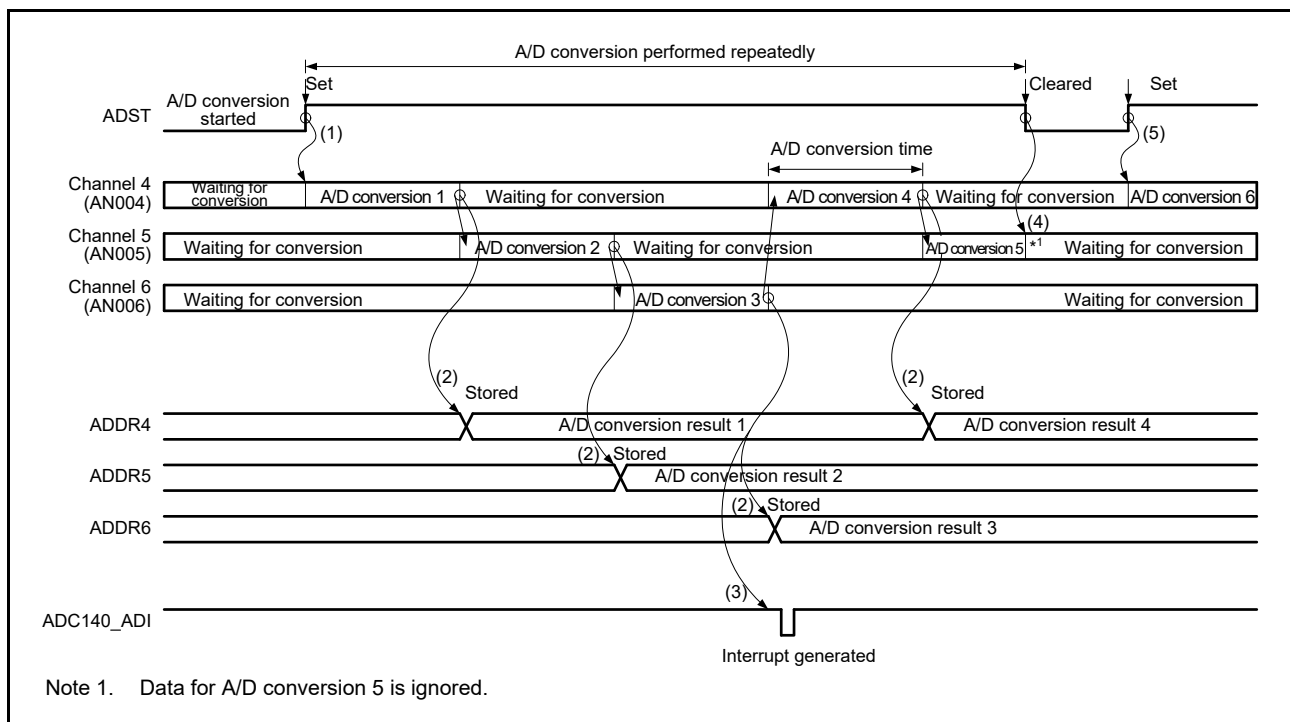 A/D conversion performed repeatedly
A/D conversion
started
Set
Cleared
Set
ADST
(1)
(5)
A/D conversion time
Channel 4
(AN004)
Waiting for
conversion
A/D conversion 1
Waiting for conversion
A/D conversion 4
Waiting for conversion
A/D conversion 6
(4)
Channel 5
(AN005)
Waiting for conversion
A/D conversion 2
Waiting for conversion
A/D conversion 5
*1
Waiting for conversion
Channel 6
(AN006)
Waiting for conversion
A/D conversion 3
Waiting for conversion
(2)
Stored
(2)
Stored
ADDR4
A/D conversion result 1
A/D conversion result 4
(2)
Stored
ADDR5
A/D conversion result 2
(2)
Stored
ADDR6
A/D conversion result 3
(3)
ADC140_ADI
Interrupt generated
Note 1. Data for A/D conversion 5 is ignored.